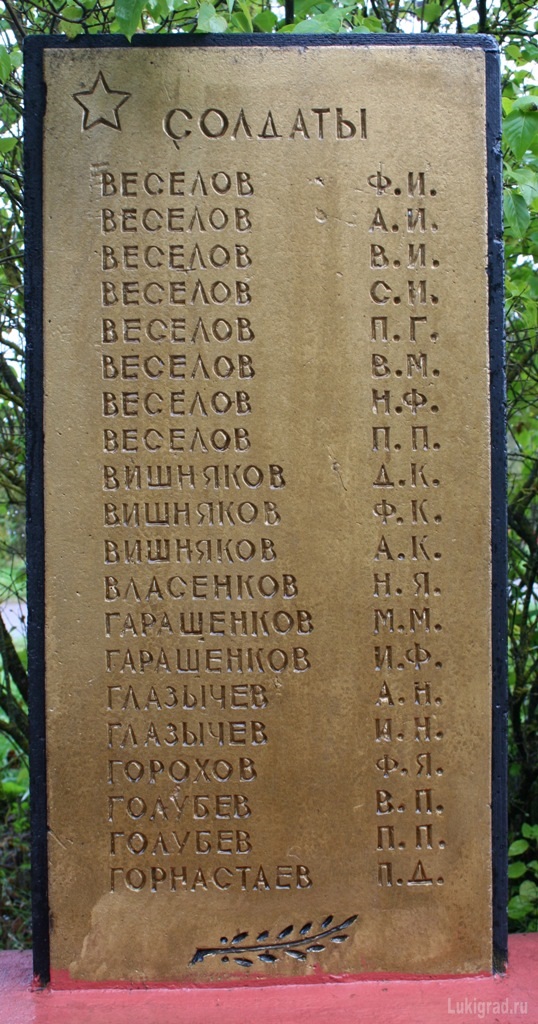 СОЛДАТЫ
ВЕСЕЛОВ Ф.И.
ВЕСЕЛОВ А.И.
ВЕСЕЛОВ В.И.
ВЕСЕЛОВ С.И.
ВЕСЕЛОВ П.Г.
ВЕСЕЛОВ В.М.
ВЕСЕЛОВ Н.Ф.
ВЕСЕЛОВ П.П.
ВИШНЯКОВ Д.К.
ВИШНЯКОВ Ф.К.
ВИШНЯКОВ А.К.
ВЛАСЕНКОВ Н.Я.
ГАРАЩЕНКОВ М.М.
ГАРАЩЕНКОВ И.Ф.
ГЛАЗЫЧЕВ А.Н.
ГЛАЗЫЧЕВ И.Н.
ГОРОХОВ Ф.Я.
ГОЛУБЕВ В.П.
ГОЛУБЕВ П.П.
ГОРНАСТАЕВ П.Д.
Lukigrad.ru